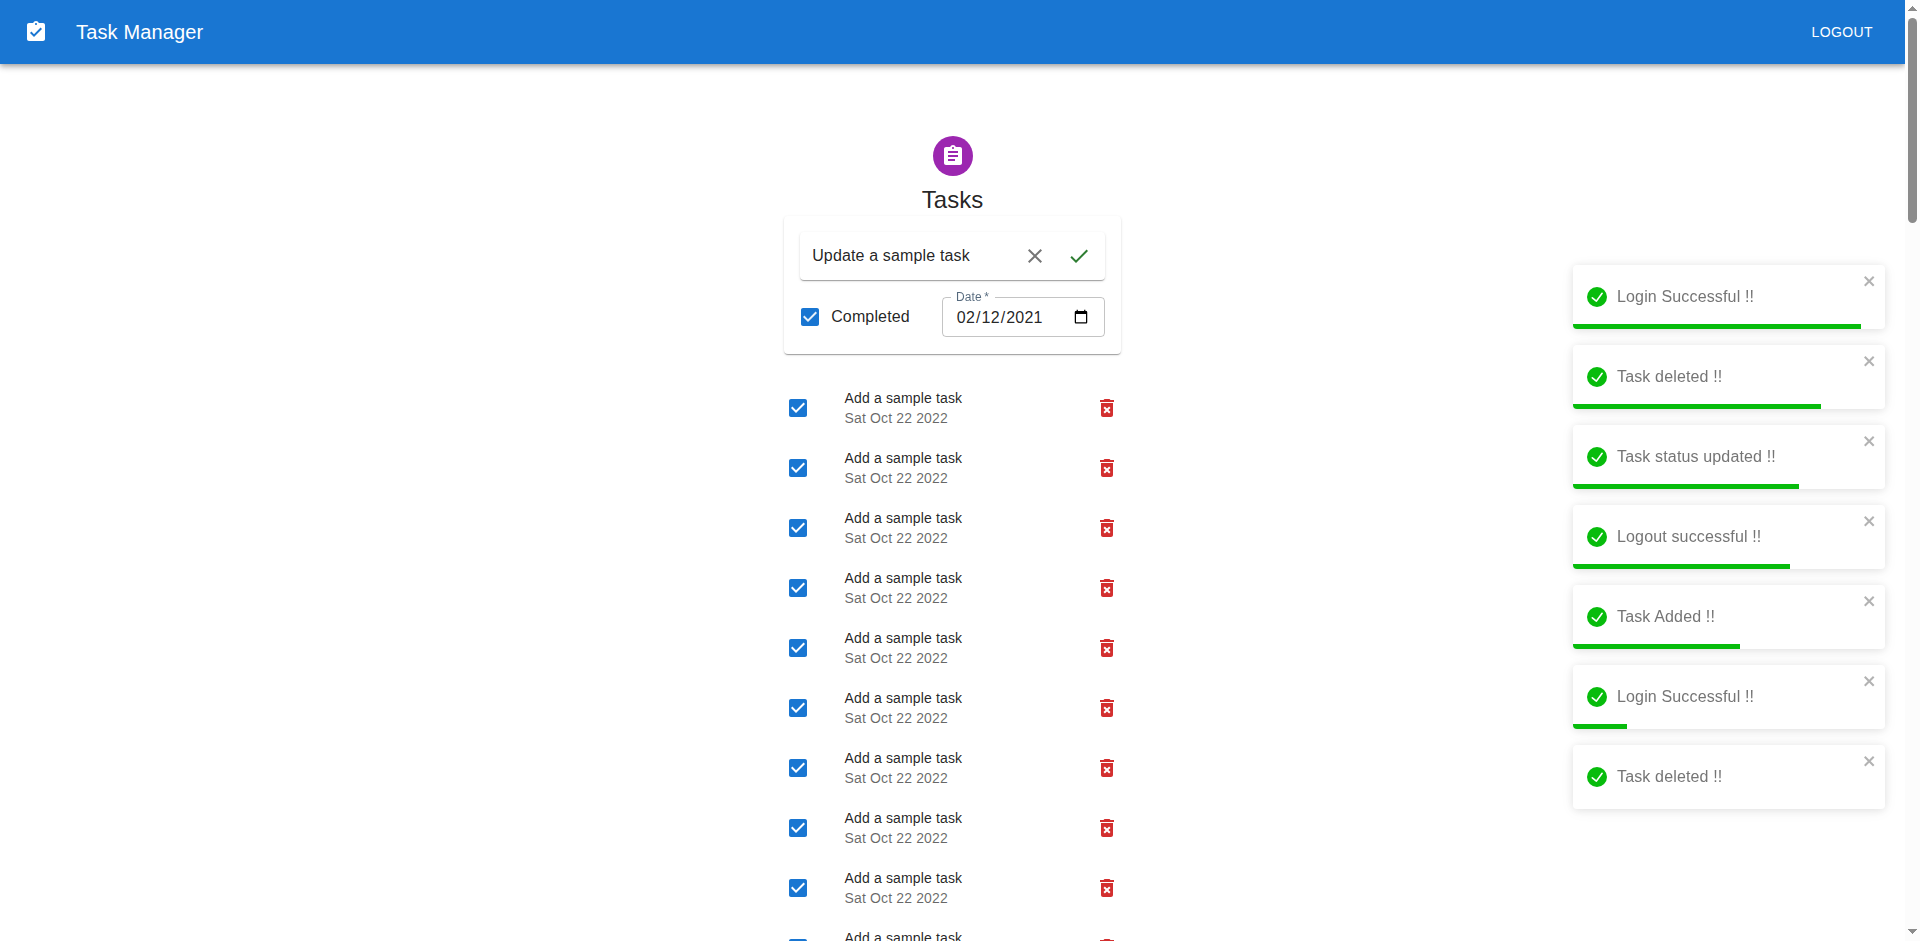 Task Manager
LOGOUT
Tasks
Update a sample task
Date *
Completed
02/12/2021
Add a sample task
Sat Oct 22 2022
Add a sample task
Sat Oct 22 2022
Add a sample task
Sat Oct 22 2022
Add a sample task
Sat Oct 22 2022
Add a sample task
Sat Oct 22 2022
Add a sample task
Sat Oct 22 2022
Add a sample task
Sat Oct 22 2022
Add a sample task
Sat Oct 22 2022
Add a sample task
Sat Oct 22 2022
Add a sample task
Login Successful !!
Task deleted !!
Task status updated !!
Logout successful !!
Task Added !!
Login Successful !!
Task deleted !!